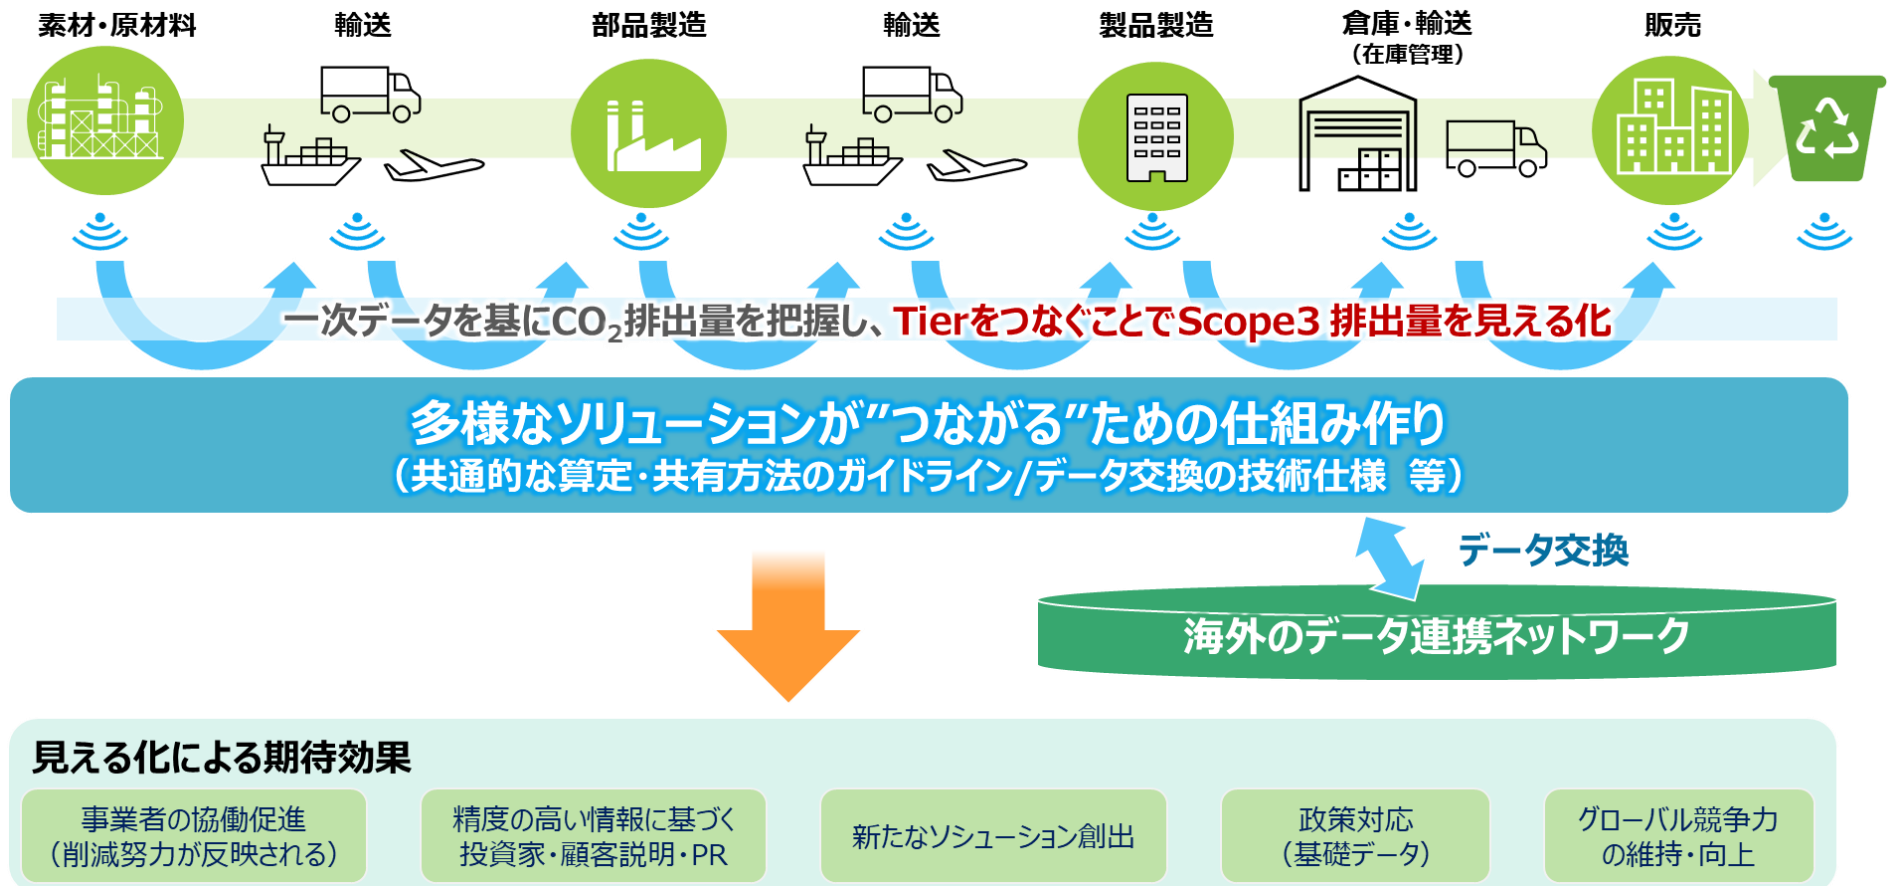 素材・原材料
輸送
部品製造
輸送
製品製造
倉庫・輸送
（在庫管理）
販売
一次データを基にCO₂排出量を把握し、Tierをつなぐことで Scope3 排出量を見える化
多様なソリューションが”つながる”ための仕組み作り
（共通的な算定・共有方法のガイドライン/データ交換の技術仕様 等）
データ交換
海外のデータ連携ネットワーク
見える化による期待効果
事業者の協働促進
（削減努力が反映される）
精度の高い情報に基づく
投資家・顧客説明・PR
新たなソシューション創出
政策対応
（基礎データ）
グローバル競争力
の維持・向上